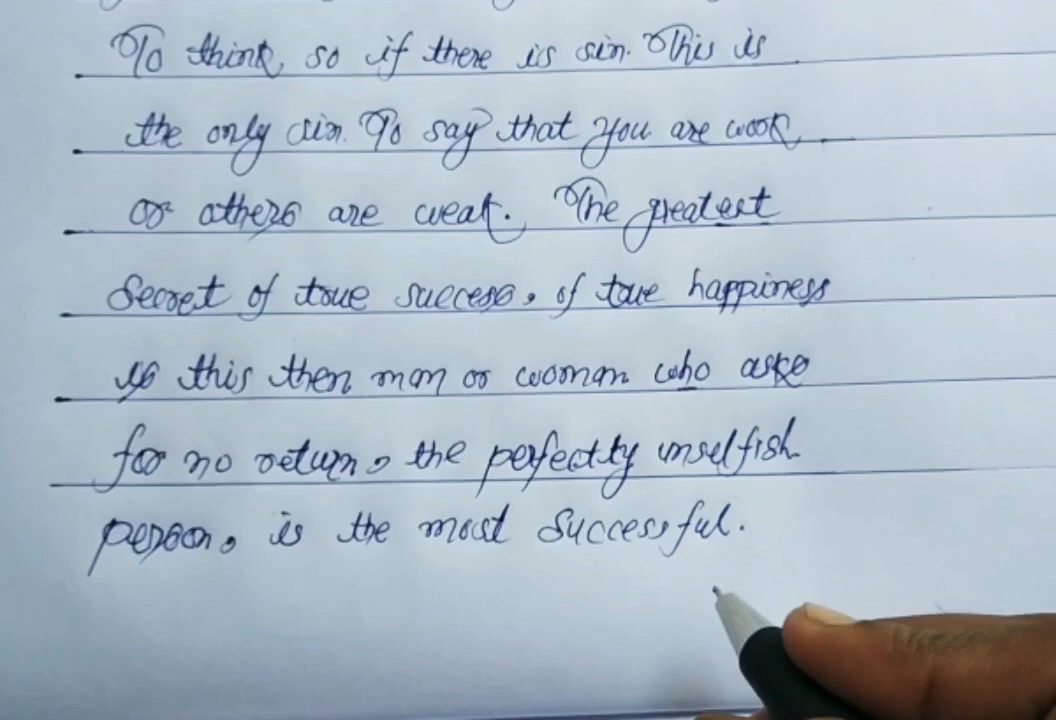 To think, so if there is sin. This is
the only sin. To say that you are weak,
or others are weak. The greatest
Secret of true success, of true happiness
is this then man or woman who asks
for no return, the perfectly unselfish
person, is the most Successful.